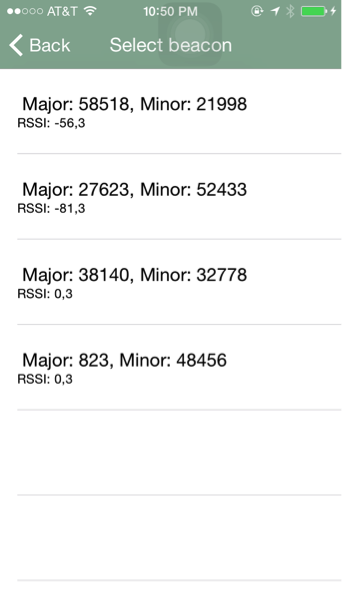 AT&T 10:50 PM
Back Select beacon
Major: 58518, Minor: 21998
RSSI: -56,3
Major: 27623, Minor: 52433
RSSI: -81,3
Major: 38140, Minor: 32778
RSSI: 0,3
Major: 823, Minor: 48456
RSSI: 0,3